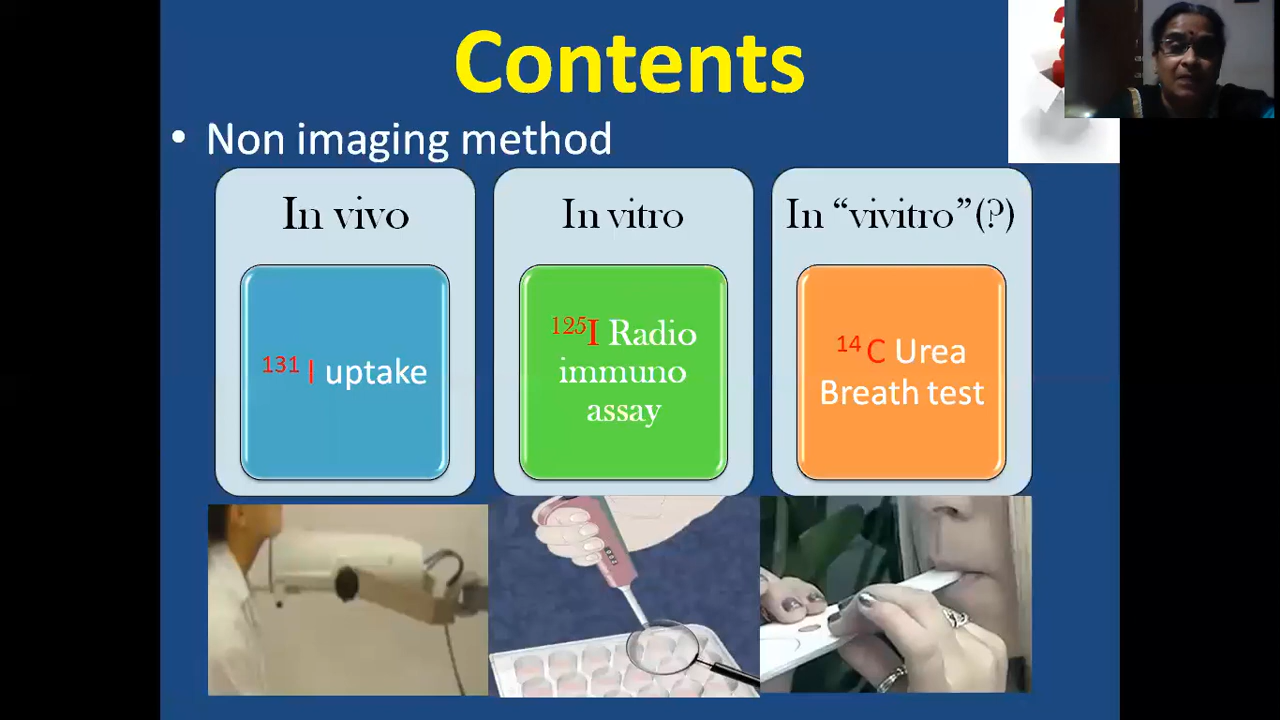 Contents
• Non imaging method
In vivo
In vitro
In “vivitro”(?)
¹³¹ I uptake
¹²⁵I Radio
immuno
assay
¹⁴ C Urea
Breath test